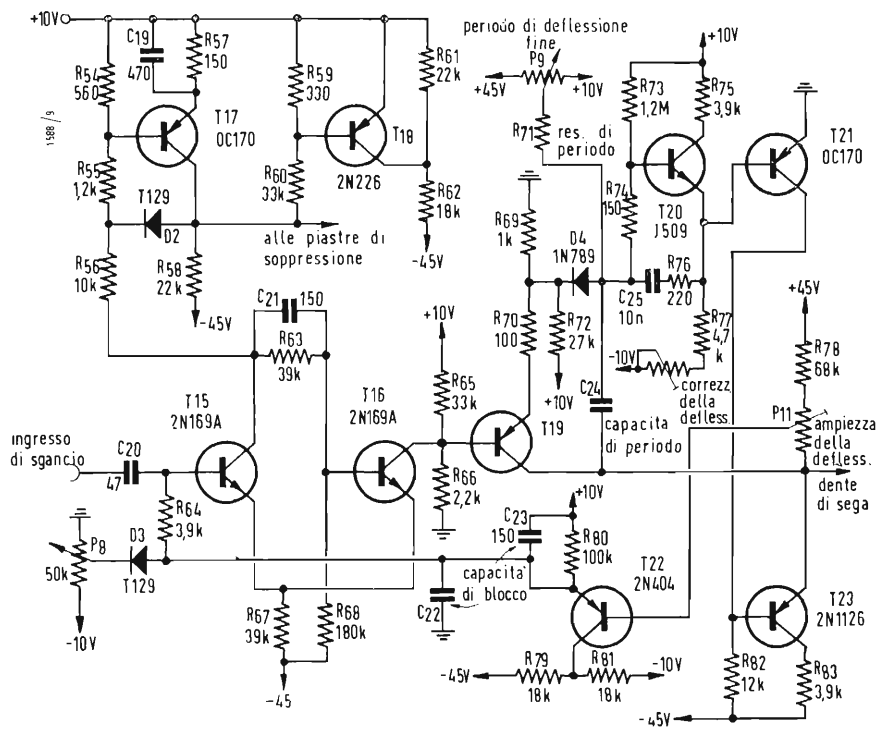 +10V
C19
470
R57
150
R54
560
T17
OC170
1588/9
R55
1,2k
T129
D2
R56
10k
R58
22k
-45V
R59
330
R60
33k
T18
2N226
R61
22k
R62
18k
-45V
alle piastre di
soppressione
periodo di deflessione
fine
P9
+45V
+10V
R71
res. di
periodo
+10V
R73
1,2M
R75
3,9k
R74
150
T20
J509
T21
OC170
R69
1k
D4
1N789
C25
10n
R76
220
R77
4,7
k
-10V
correz.
della
defless.
R70
100
R72
27k
+10V
C24
capacita
di periodo
+45V
R78
68k
P11
ampiezza
della
defless.
dente
di sega
C21
150
R63
39k
T15
2N169A
T16
2N169A
+10V
R65
33k
R66
2,2k
T19
ingresso
di sgancio
C20
47
R64
3,9k
P8
50k
-10V
D3
T129
R67
39k
R68
180k
-45
C23
150
capacita'
di blocco
C22
+10V
R80
100k
T22
2N404
-45V
R79
18k
R81
18k
-10V
T23
2N1126
R82
12k
R83
3,9k
-45V